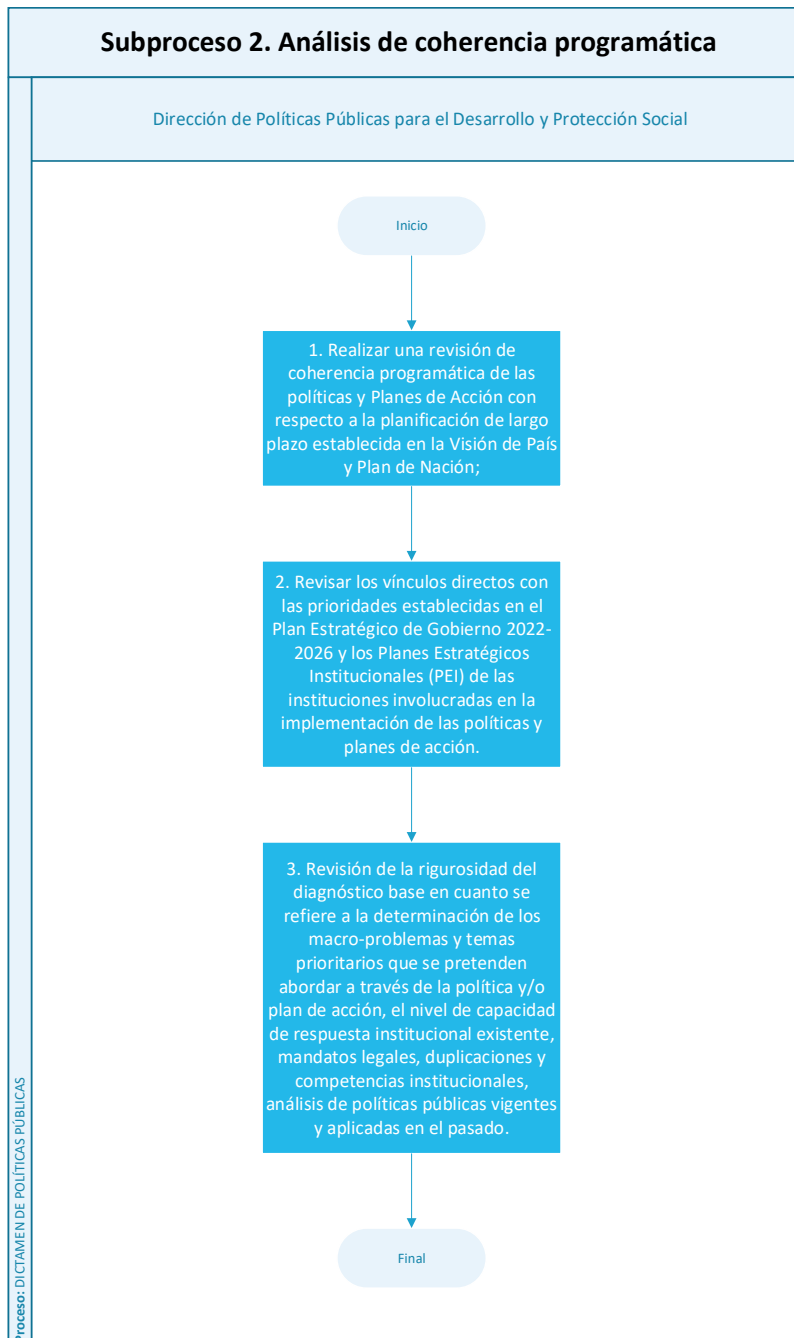 Subproceso 2. Análisis de coherencia programática
Dirección de Políticas Públicas para el Desarrollo y Protección Social
Inicio
1. Realizar una revisión de
coherencia programática de las
políticas y Planes de Acción con
respecto a la planificación de largo
plazo establecida en la Visión de País
y Plan de Nación;
2. Revisar los vínculos directos con
las prioridades establecidas en el
Plan Estratégico de Gobierno 2022-
2026 y los Planes Estratégicos
Institucionales (PEI) de las
instituciones involucradas en la
implementación de las políticas y
planes de acción.
3. Revisión de la rigurosidad del
diagnóstico base en cuanto se
refiere a la determinación de los
macro-problemas y temas
prioritarios que se pretenden
abordar a través de la política y/o
plan de acción, el nivel de capacidad
de respuesta institucional existente,
mandatos legales, duplicaciones y
competencias institucionales,
análisis de políticas públicas vigentes
y aplicadas en el pasado.
Final
Proceso: DICTAMEN DE POLÍTICAS PÚBLICAS